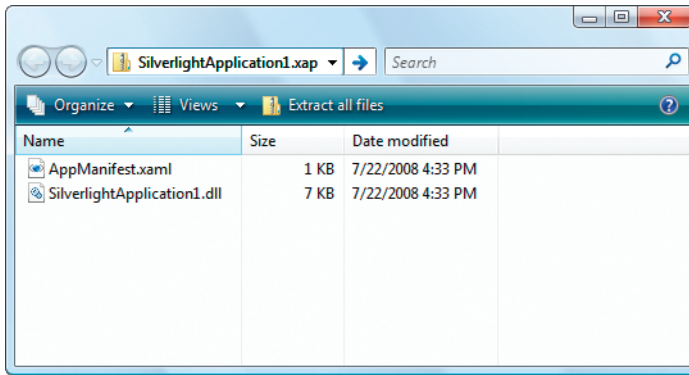 SilverlightApplication1.xap Search
Organize Views Extract all files ?
Name Size Date modified
AppManifest.xaml 1 KB 7/22/2008 4:33 PM
SilverlightApplication1.dll 7 KB 7/22/2008 4:33 PM